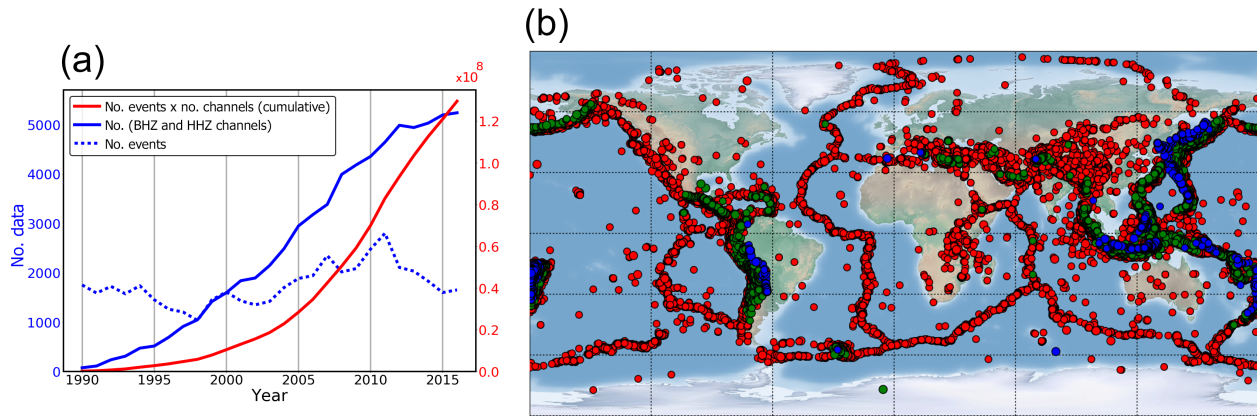 (a)
(b)
x10^8
No. events x no. channels (cumulative)
No. (BHZ and HHZ channels)
No. events
No. data
5000
4000
3000
2000
1000
0
1.2
1.0
0.8
0.6
0.4
0.2
0.0
1990 1995 2000 2005 2010 2015
Year